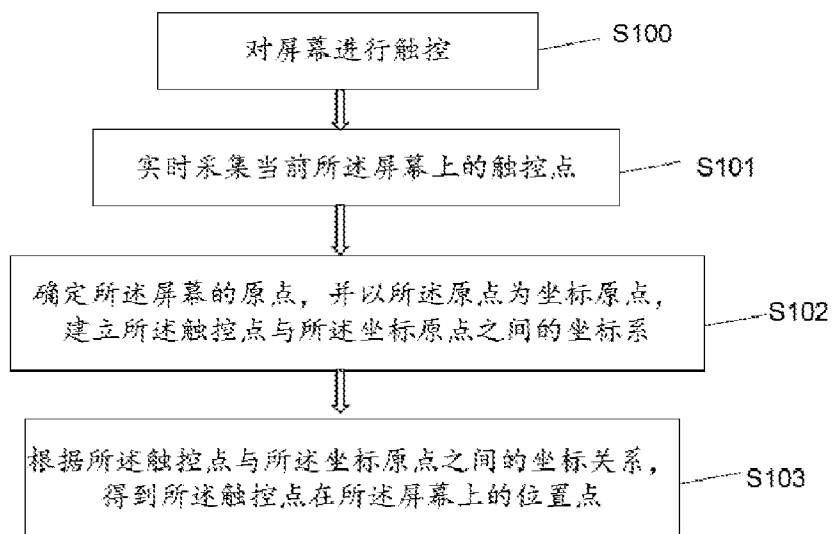 对屏幕进行触控
S100
实时采集当前所述屏幕上的触控点
S101
确定所述屏幕的原点，并以所述原点为坐标原点，
建立所述触控点与所述坐标原点之间的坐标系
S102
根据所述触控点与所述坐标原点之间的坐标关系，
得到所述触控点在所述屏幕上的位置点
S103